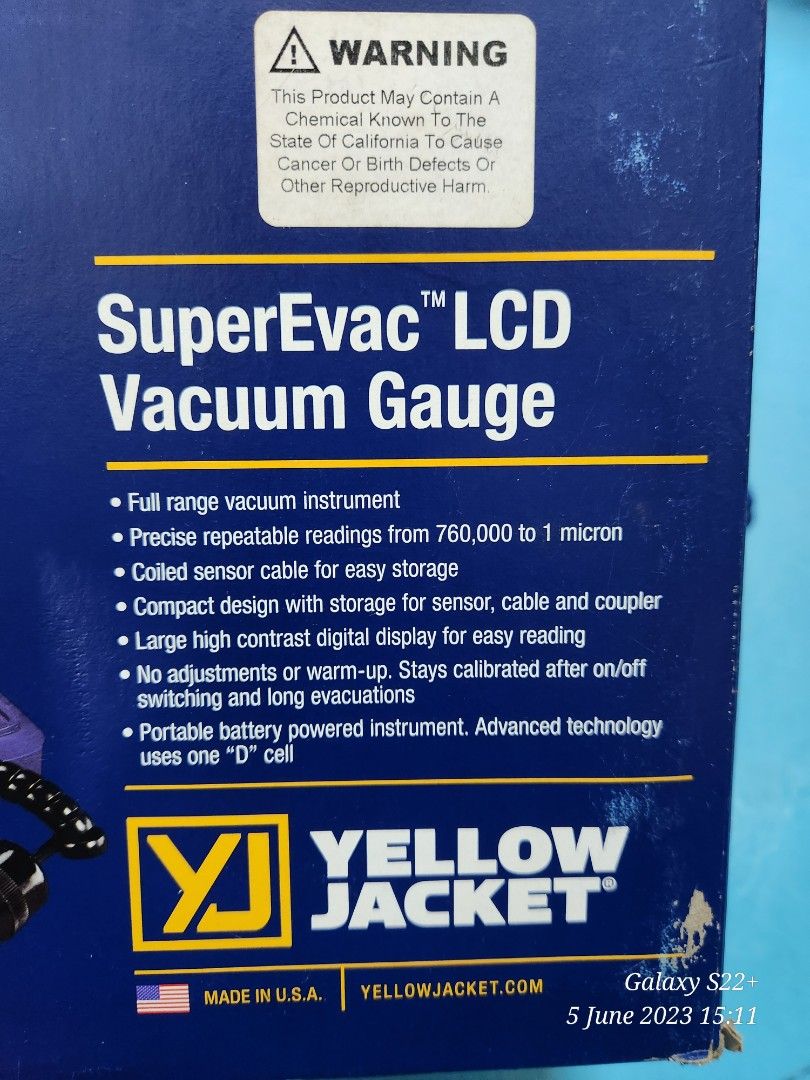 WARNING
This Product May Contain A
Chemical Known To The
State Of California To Cause
Cancer Or Birth Defects Or
Other Reproductive Harm.
SuperEvac™ LCD
Vacuum Gauge
• Full range vacuum instrument
• Precise repeatable readings from 760,000 to 1 micron
• Coiled sensor cable for easy storage
• Compact design with storage for sensor, cable and coupler
• Large high contrast digital display for easy reading
• No adjustments or warm-up. Stays calibrated after on/off
switching and long evacuations
• Portable battery powered instrument. Advanced technology
uses one “D” cell
YJ YELLOW
JACKET®
MADE IN U.S.A. YELLOWJACKET.COM
Galaxy S22+
5 June 2023 15:11